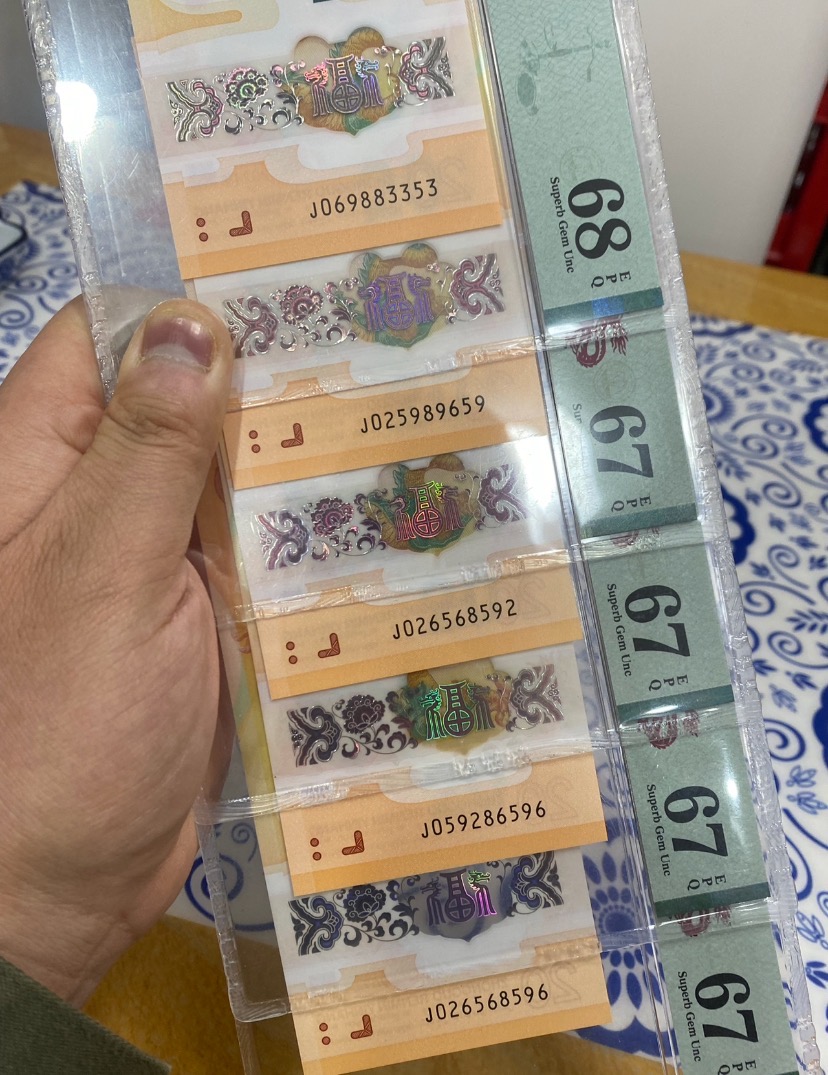 J069883353
68
E
P
Q
Superb Gem Unc
J025989659
67
E
P
Q
J026568592
67
E
P
Q
Superb Gem Unc
J059286596
67
E
P
Q
Superb Gem Unc
J026568596
67
E
P
Q
Superb Gem Unc